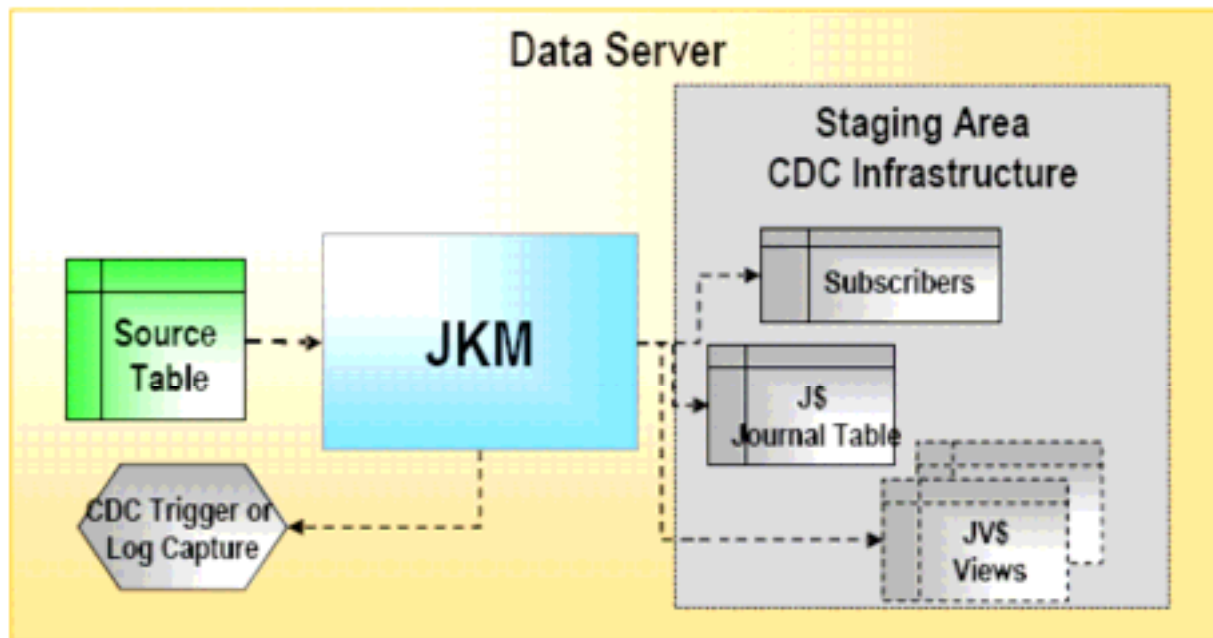 Data Server
Staging Area
CDC Infrastructure
Subscribers
Source
Table
JKM
J$
Journal Table
CDC Trigger or
Log Capture
JV$
Views